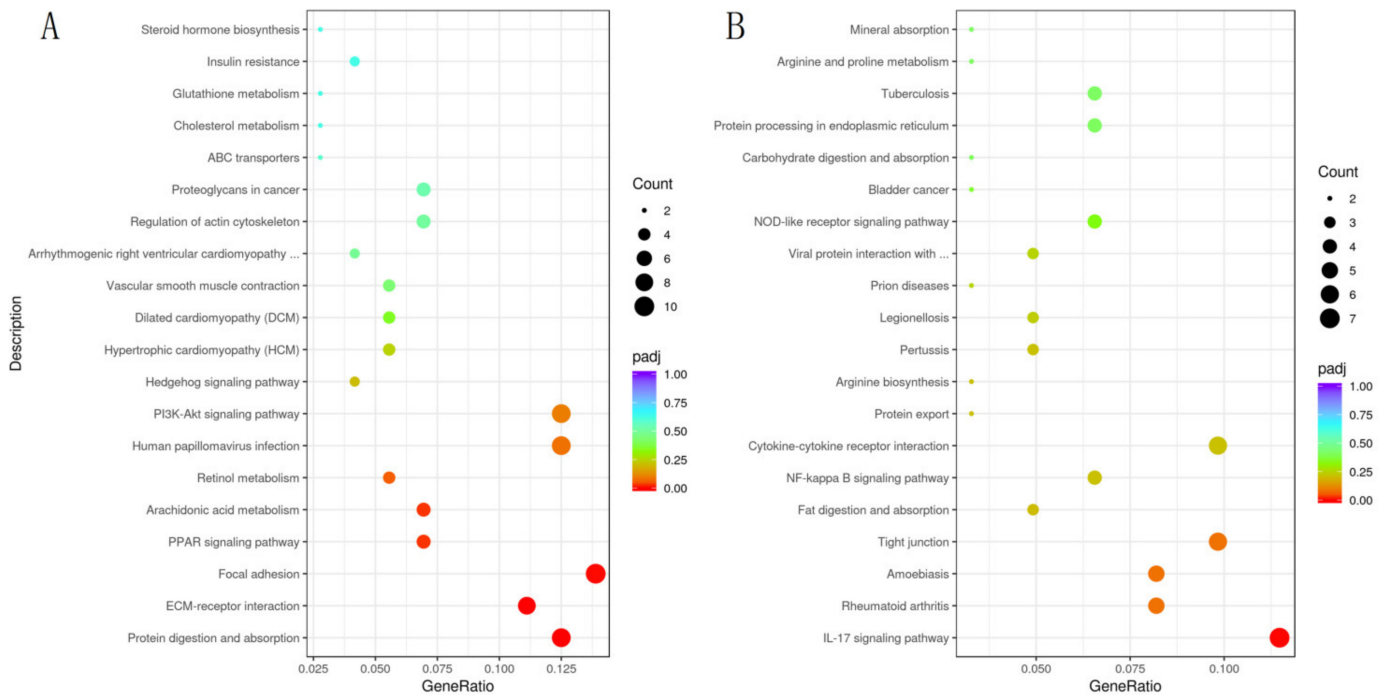 A
Description
Steroid hormone biosynthesis
Insulin resistance
Glutathione metabolism
Cholesterol metabolism
ABC transporters
Proteoglycans in cancer
Regulation of actin cytoskeleton
Arrhythmogenic right ventricular cardiomyopathy ...
Vascular smooth muscle contraction
Dilated cardiomyopathy (DCM)
Hypertrophic cardiomyopathy (HCM)
Hedgehog signaling pathway
PI3K-Akt signaling pathway
Human papillomavirus infection
Retinol metabolism
Arachidonic acid metabolism
PPAR signaling pathway
Focal adhesion
ECM-receptor interaction
Protein digestion and absorption
0.025 0.050 0.075 0.100 0.125
GeneRatio
Count
2
4
6
8
10
padj
1.00
0.75
0.50
0.25
0.00
B
Mineral absorption
Arginine and proline metabolism
Tuberculosis
Protein processing in endoplasmic reticulum
Carbohydrate digestion and absorption
Bladder cancer
NOD-like receptor signaling pathway
Viral protein interaction with ...
Prion diseases
Legionellosis
Pertussis
Arginine biosynthesis
Protein export
Cytokine-cytokine receptor interaction
NF-kappa B signaling pathway
Fat digestion and absorption
Tight junction
Amoebiasis
Rheumatoid arthritis
IL-17 signaling pathway
0.050 0.075 0.100
GeneRatio
Count
2
3
4
5
6
7
padj
1.00
0.75
0.50
0.25
0.00